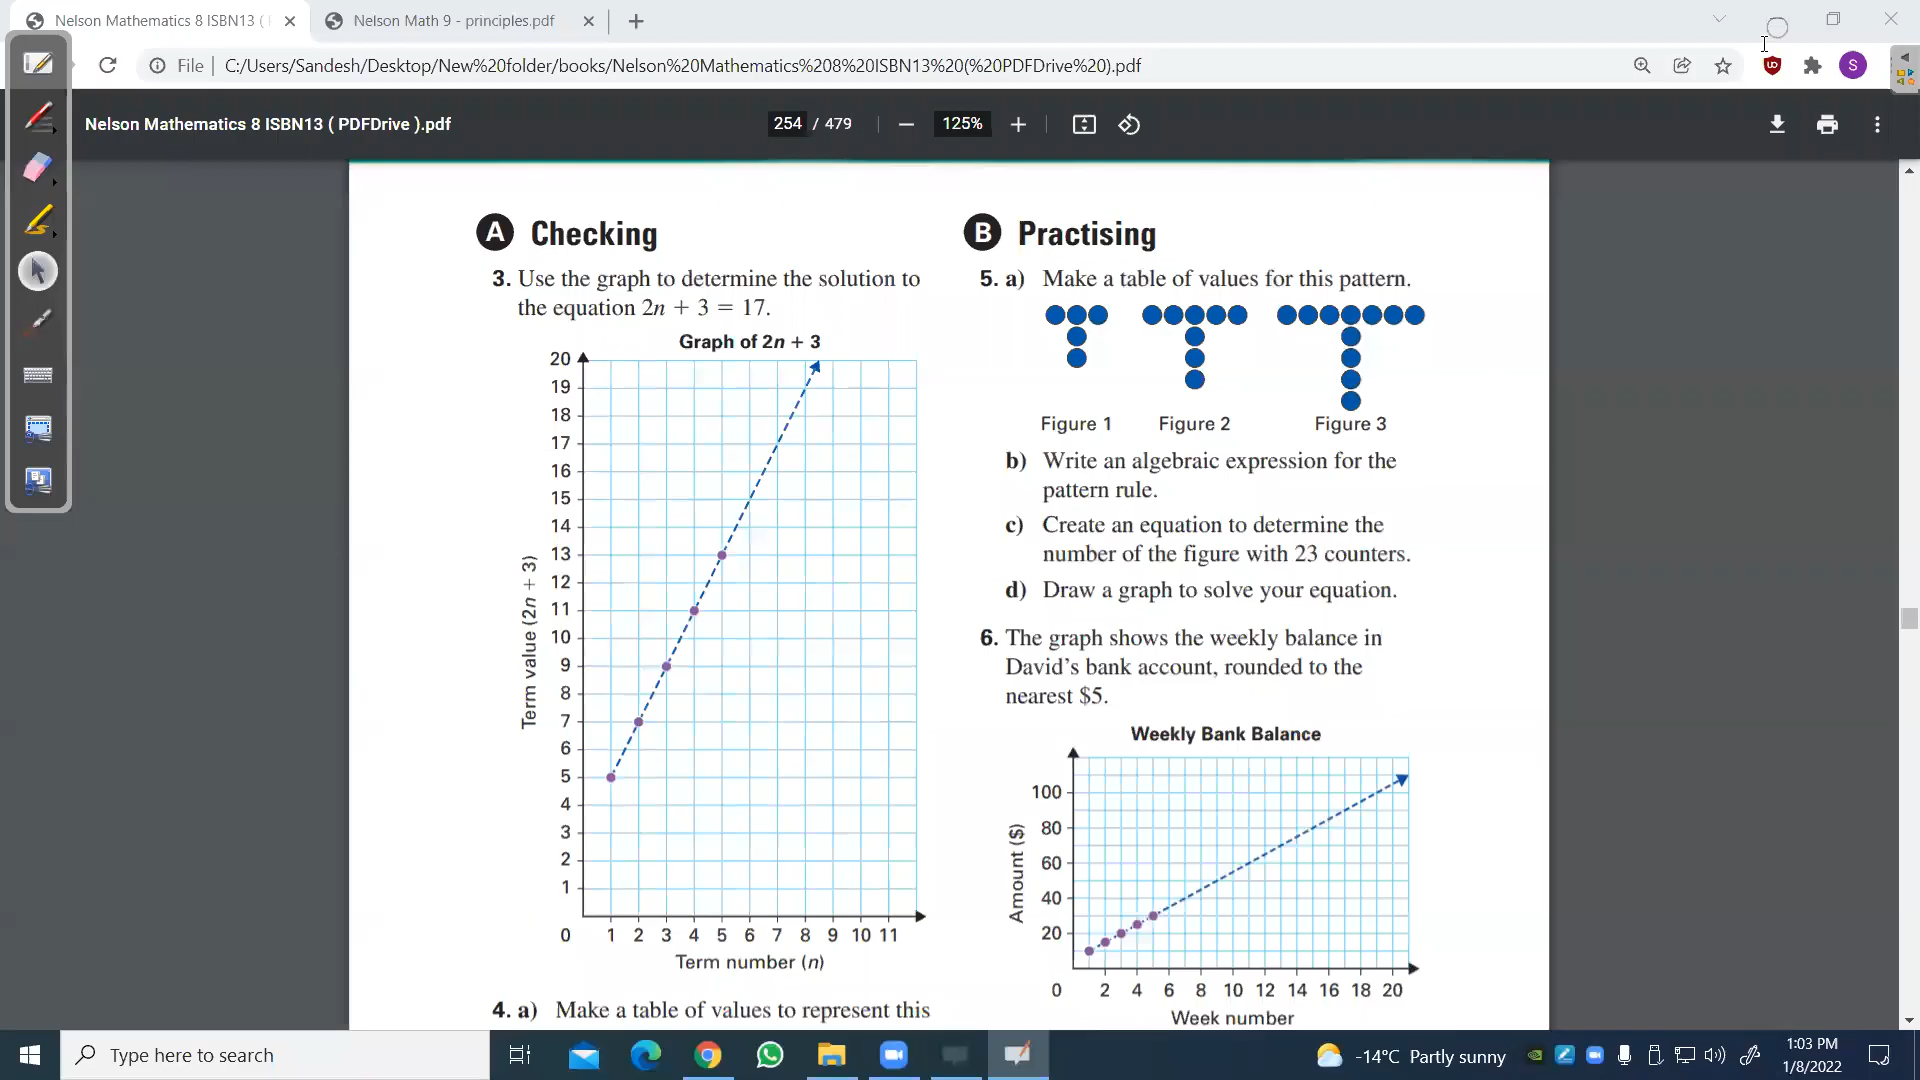 Nelson Mathematics 8 ISBN13 (
Nelson Math 9 - principles.pdf
File
C:/Users/Sandesh/Desktop/New%20folder/books/Nelson%20Mathematics%208%20ISBN13%20(%20PDFDrive%20).pdf
S
Nelson Mathematics 8 ISBN13 ( PDFDrive ).pdf
254 / 479
125%
A Checking
3. Use the graph to determine the solution to
the equation 2n + 3 = 17.
Graph of 2n + 3
20
19
18
17
16
15
14
13
12
11
10
9
8
7
6
5
4
3
2
1
Term value (2n + 3)
0 1 2 3 4 5 6 7 8 9 10 11
Term number (n)
4. a) Make a table of values to represent this
B Practising
5. a) Make a table of values for this pattern.
Figure 1 Figure 2 Figure 3
b) Write an algebraic expression for the
pattern rule.
c) Create an equation to determine the
number of the figure with 23 counters.
d) Draw a graph to solve your equation.
6. The graph shows the weekly balance in
David's bank account, rounded to the
nearest $5.
Weekly Bank Balance
100
80
60
40
20
Amount ($)
0 2 4 6 8 10 12 14 16 18 20
Week number
Type here to search
-14°C Partly sunny
1:03 PM
1/8/2022